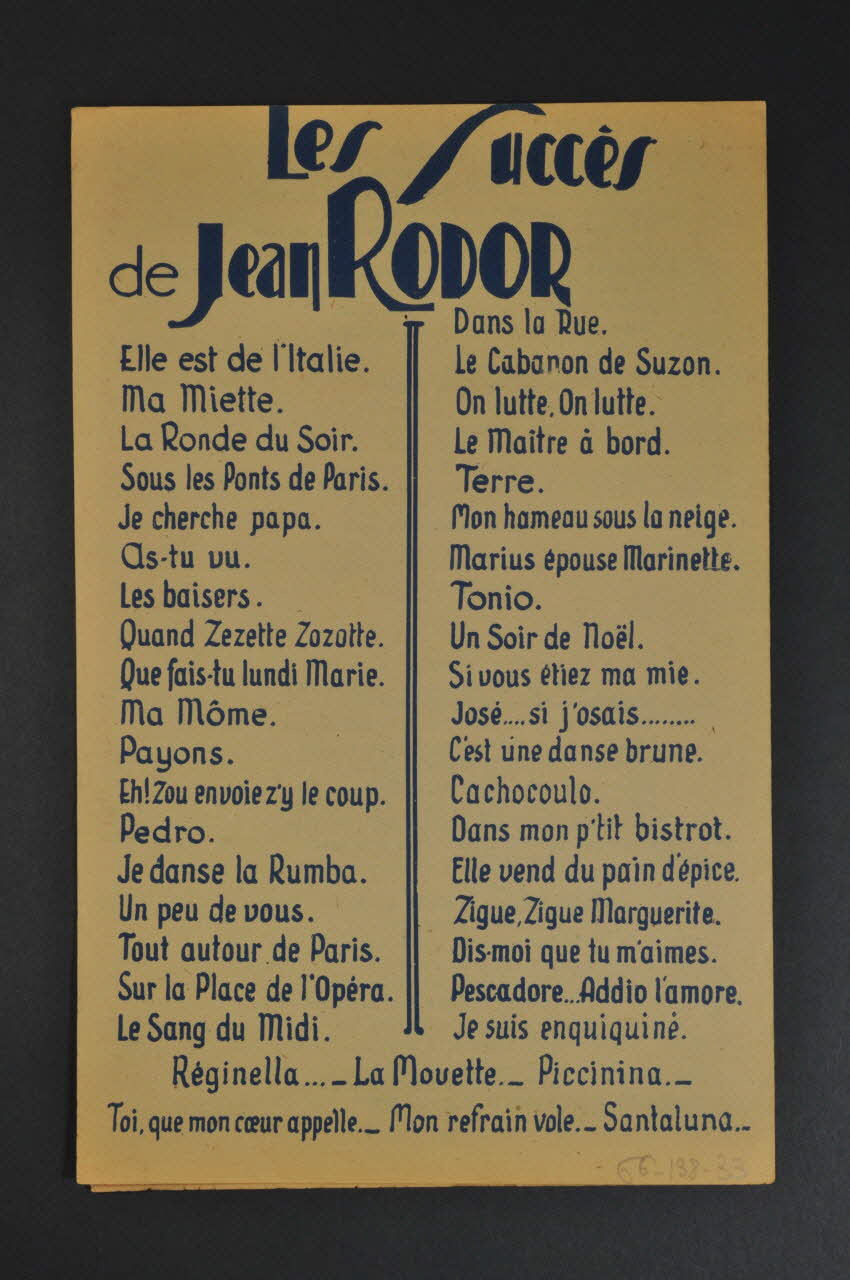 Les Succès
de Jean RODOR
Elle est de l'Italie.
Ma Miette.
La Ronde du Soir.
Sous les Ponts de Paris.
Je cherche papa.
As-tu vu.
Les baisers.
Quand Zezette Zozotte.
Que fais-tu lundi Marie.
Ma Môme.
Payons.
Eh! Zou envoie z'y le coup.
Pedro.
Je danse la Rumba.
Un peu de vous.
Tout autour de Paris.
Sur la Place de l'Opéra.
Le Sang du Midi.
Dans la Rue.
Le Cabanon de Suzon.
On lutte, On lutte.
Le Maître à bord.
Terre.
Mon hameau sous la neige.
Marius épouse Marinette.
Tonio.
Un Soir de Noël.
Si vous étiez ma mie.
José.... si j'osais........
C'est une danse brune.
Cachocoulo.
Dans mon p'tit bistrot.
Elle vend du pain d'épice.
Zigue, Zigue Marguerite.
Dis-moi que tu m'aimes.
Pescadore... Addio l'amore.
Je suis enquiquiné.
Réginella... _ La Mouette._ Piccinina._
Toi, que mon cœur appelle._ Mon refrain vole._ Santaluna._
66-138-33